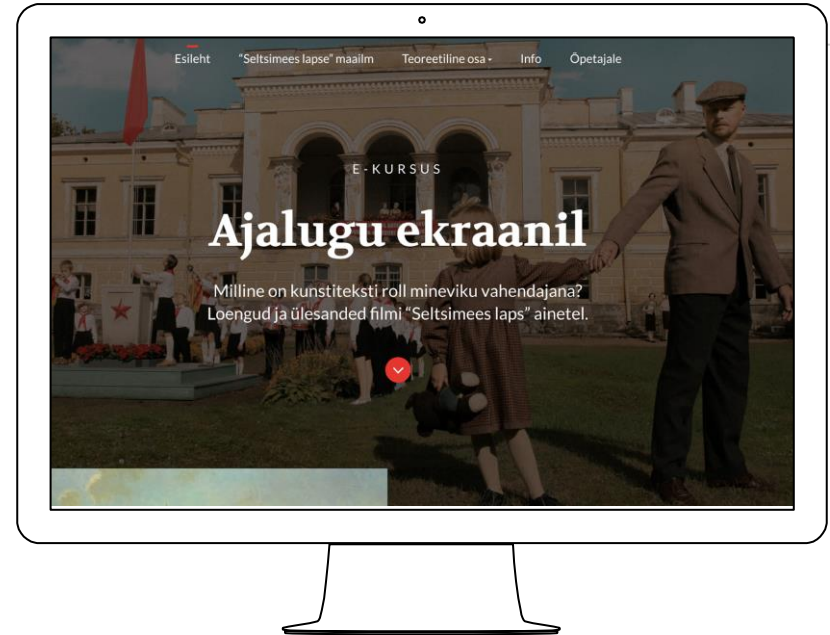 Esileht "Seltsimees lapse" maailm Teoreetiline osa Info Õpetajale
E-KURSUS
Ajalugu ekraanil
Milline on kunstiteksti roll mineviku vahendajana?
Loengud ja ülesanded filmi "Seltsimees laps" ainetel.